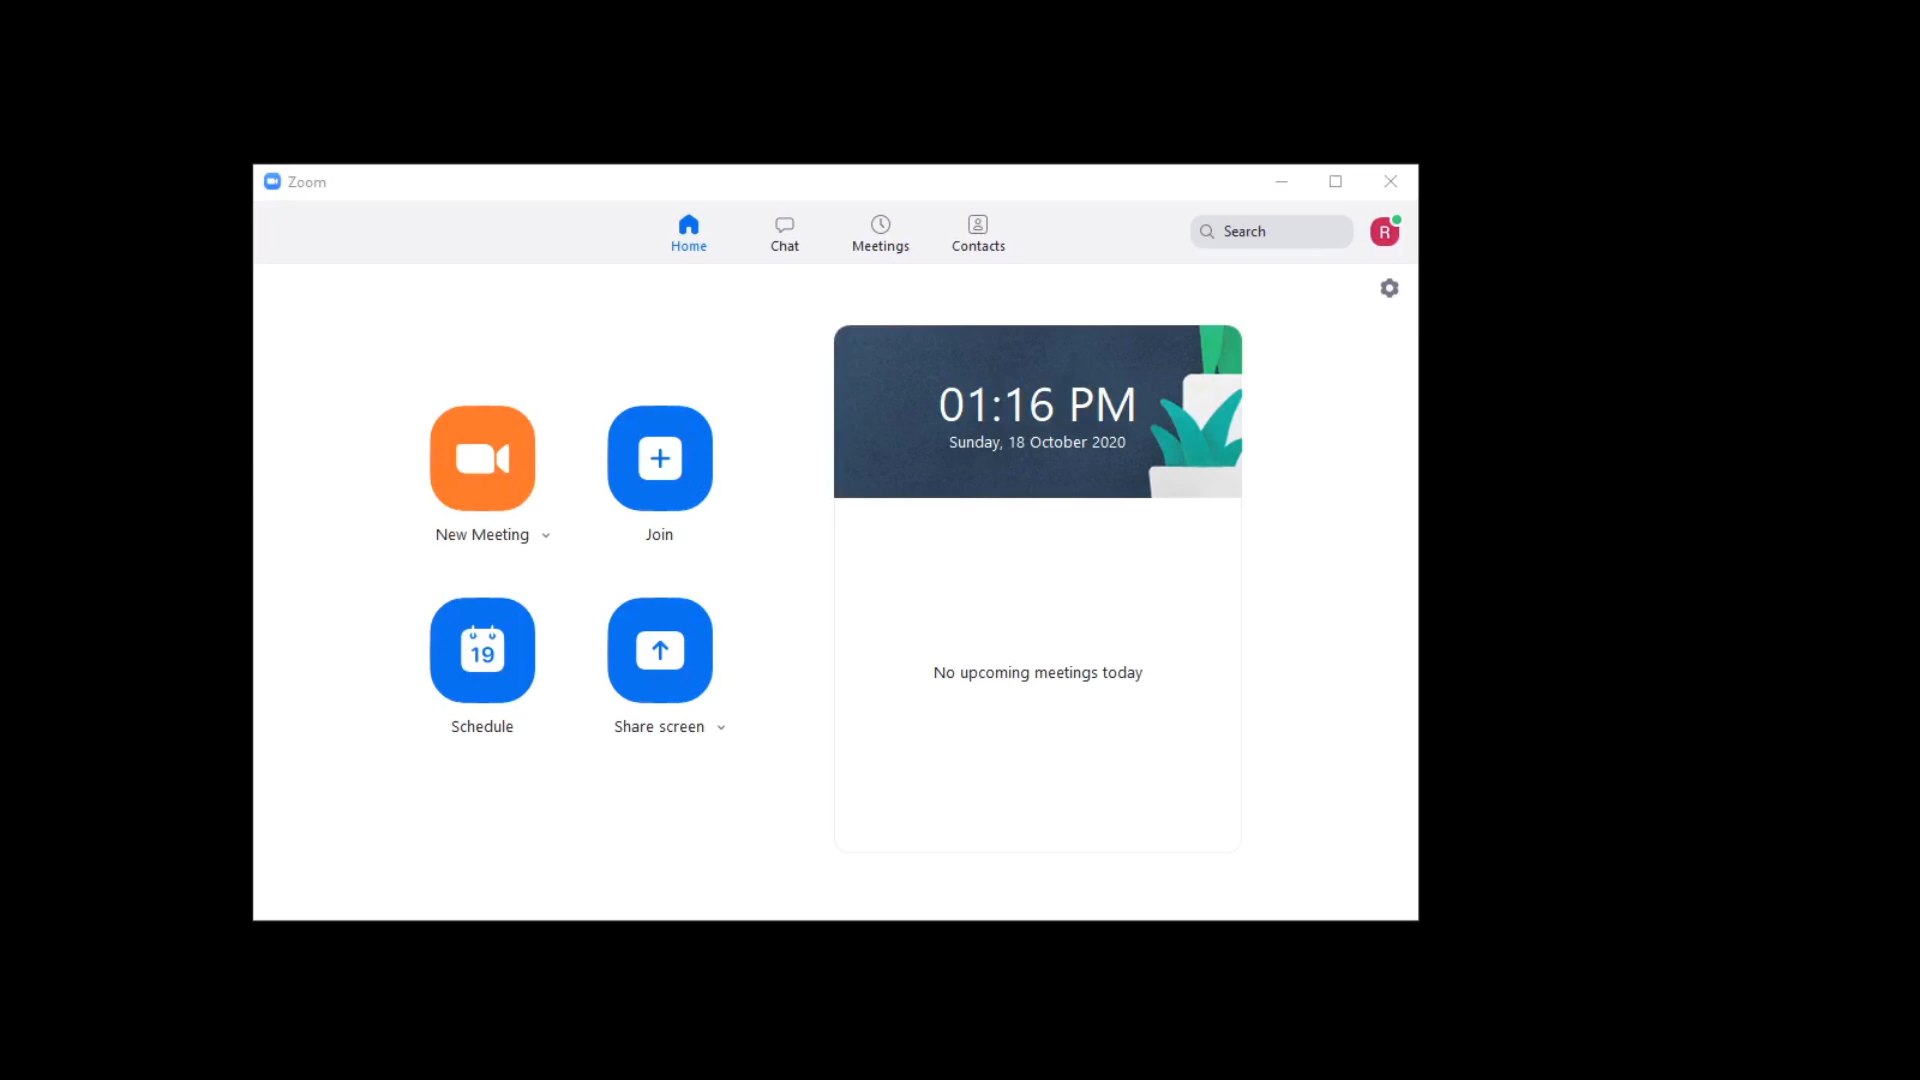 Zoom
Home
Chat
Meetings
Contacts
Search
R
01:16 PM
Sunday, 18 October 2020
New Meeting
Join
19
Schedule
Share screen
No upcoming meetings today